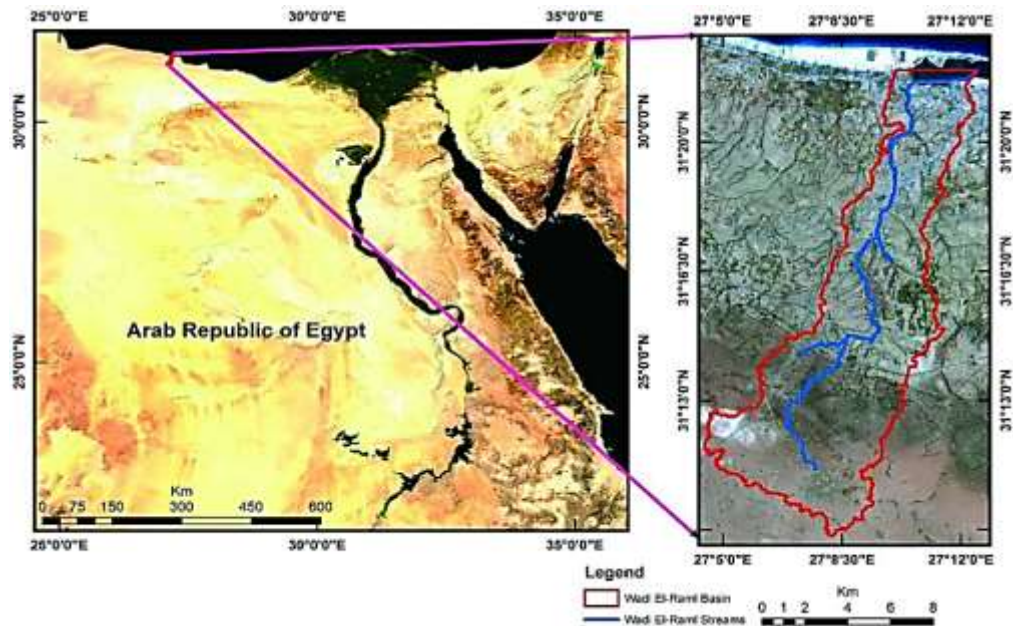 25°0'0"E 30°0'0"E 35°0'0"E
27°5'0"E 27°8'30"E 27°12'0"E
30°0'0"N
30°0'0"N
31°20'0"N
31°20'0"N
31°16'30"N
31°16'30"N
Arab Republic of Egypt
25°0'0"N
25°0'0"N
31°13'0"N
31°13'0"N
Km
0 75 150 300 450 600
25°0'0"E 30°0'0"E 35°0'0"E
27°5'0"E 27°8'30"E 27°12'0"E
Legend
Wadi El-Raml Basin
Wadi El-Raml Streams
Km
0 1 2 4 6 8